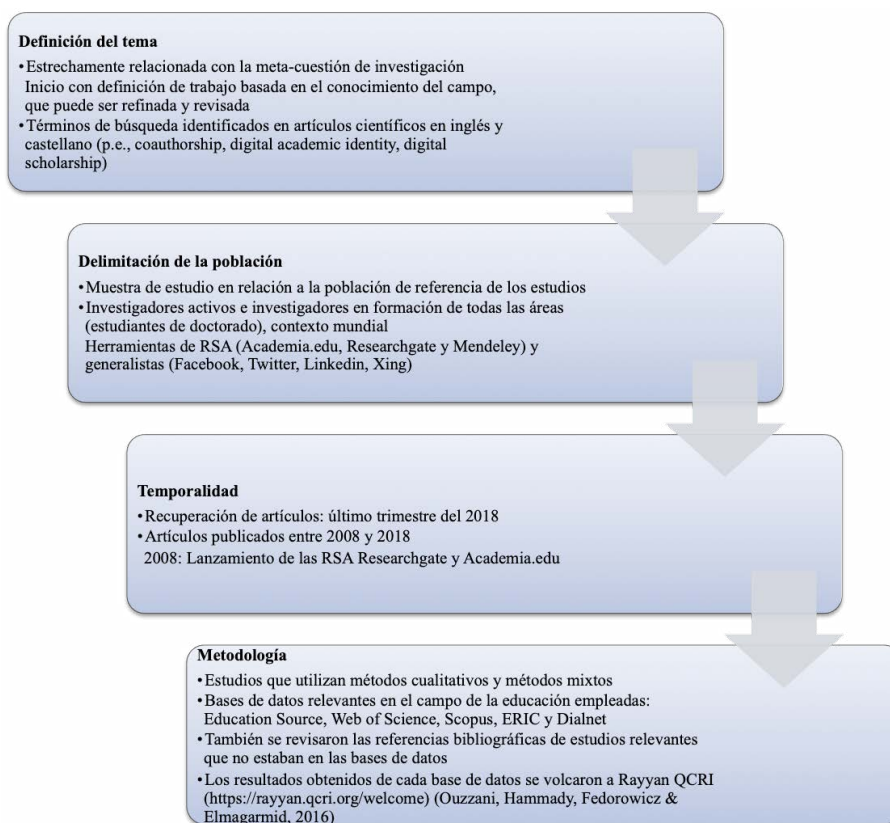 Definición del tema
•Estrechamente relacionada con la meta-cuestión de investigación
Inicio con definición de trabajo basada en el conocimiento del campo,
que puede ser refinada y revisada
•Términos de búsqueda identificados en artículos científicos en inglés y
castellano (p.e., coauthorship, digital academic identity, digital
scholarship)
Delimitación de la población
•Muestra de estudio en relación a la población de referencia de los estudios
•Investigadores activos e investigadores en formación de todas las áreas
(estudiantes de doctorado), contexto mundial
Herramientas de RSA (Academia.edu, Researchgate y Mendeley) y
generalistas (Facebook, Twitter, Linkedin, Xing)
Temporalidad
•Recuperación de artículos: último trimestre del 2018
•Artículos publicados entre 2008 y 2018
2008: Lanzamiento de las RSA Researchgate y Academia.edu
Metodología
•Estudios que utilizan métodos cualitativos y métodos mixtos
•Bases de datos relevantes en el campo de la educación empleadas:
Education Source, Web of Science, Scopus, ERIC y Dialnet
•También se revisaron las referencias bibliográficas de estudios relevantes
que no estaban en las bases de datos
•Los resultados obtenidos de cada base de datos se volcaron a Rayyan QCRI
(https://rayyan.qcri.org/welcome) (Ouzzani, Hammady, Fedorowicz &
Elmagarmid, 2016)